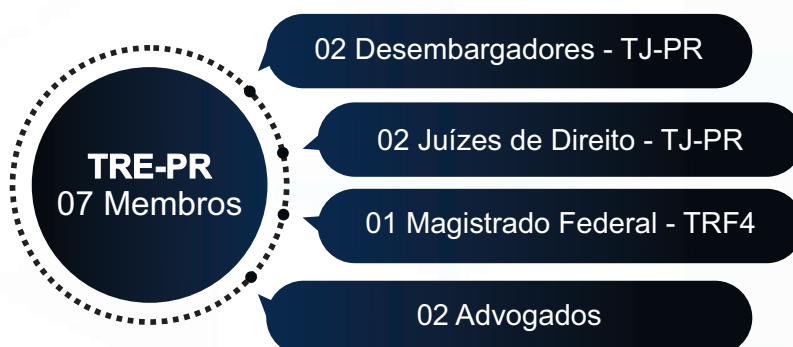 TRE-PR
07 Membros
02 Desembargadores - TJ-PR
02 Juízes de Direito - TJ-PR
01 Magistrado Federal - TRF4
02 Advogados